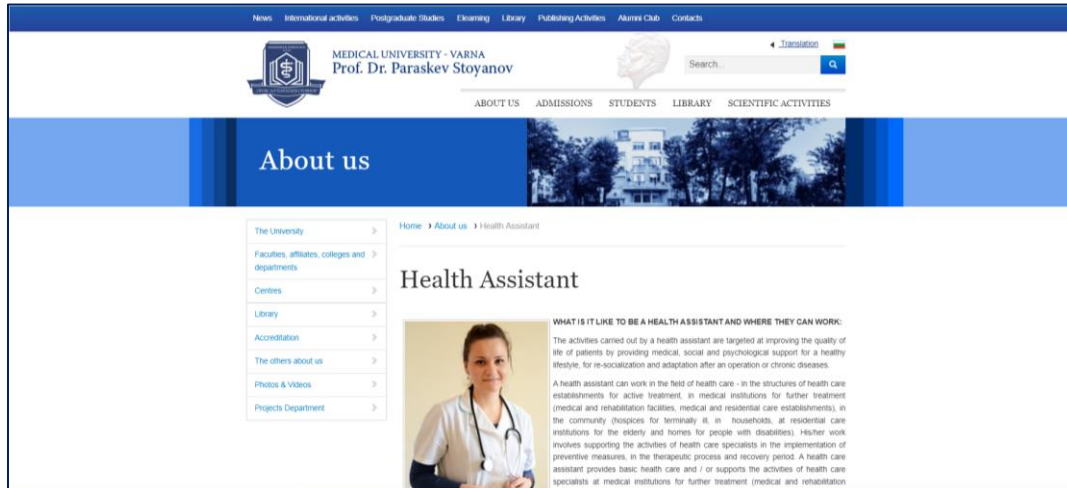 News International activities Postgraduate Studies Elearning Library Publishing Activities Alumni Club Contacts
Translation
MEDICAL UNIVERSITY - VARNA
Prof. Dr. Paraskev Stoyanov
Search...
ABOUT US ADMISSIONS STUDENTS LIBRARY SCIENTIFIC ACTIVITIES
About us
The University
Faculties, affiliates, colleges and
departments
Centres
Library
Accreditation
The others about us
Photos & Videos
Projects Department
Home › About us › Health Assistant
Health Assistant
WHAT IS IT LIKE TO BE A HEALTH ASSISTANT AND WHERE THEY CAN WORK:
The activities carried out by a health assistant are targeted at improving the quality of
life of patients by providing medical, social and psychological support for a healthy
lifestyle, for re-socialization and adaptation after an operation or chronic diseases.
A health assistant can work in the field of health care - in the structures of health care
establishments for active treatment, in medical institutions for further treatment
(medical and rehabilitation facilities, medical and residential care establishments), in
the community (hospices for terminally ill, in households, at residential care
institutions for the elderly and homes for people with disabilities). His/her work
involves supporting the activities of health care specialists in the implementation of
preventive measures, in the therapeutic process and recovery period. A health care
assistant provides basic health care and / or supports the activities of health care
specialists at medical institutions for further treatment (medical and rehabilitation